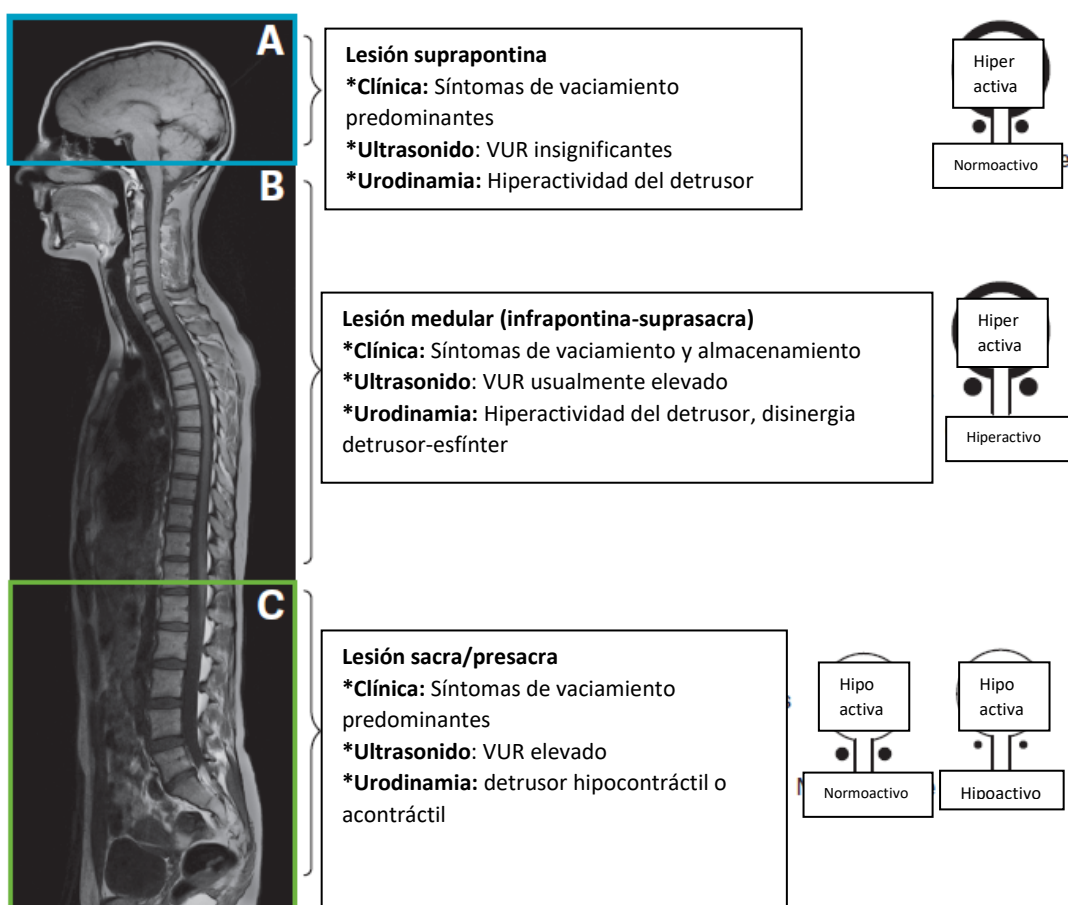 A
Lesión suprapontina
*Clínica: Síntomas de vaciamiento
predominantes
*Ultrasonido: VUR insignificantes
*Urodinamia: Hiperactividad del detrusor
Hiper
activa
Normoactivo
B
Lesión medular (infrapontina-suprasacra)
*Clínica: Síntomas de vaciamiento y almacenamiento
*Ultrasonido: VUR usualmente elevado
*Urodinamia: Hiperactividad del detrusor, disinergia
detrusor-esfínter
Hiper
activa
Hiperactivo
C
Lesión sacra/presacra
*Clínica: Síntomas de vaciamiento
predominantes
*Ultrasonido: VUR elevado
*Urodinamia: detrusor hipocontráctil o
acontráctil
Hipo
activa
Normoactivo
Hipo
activa
Hipoactivo